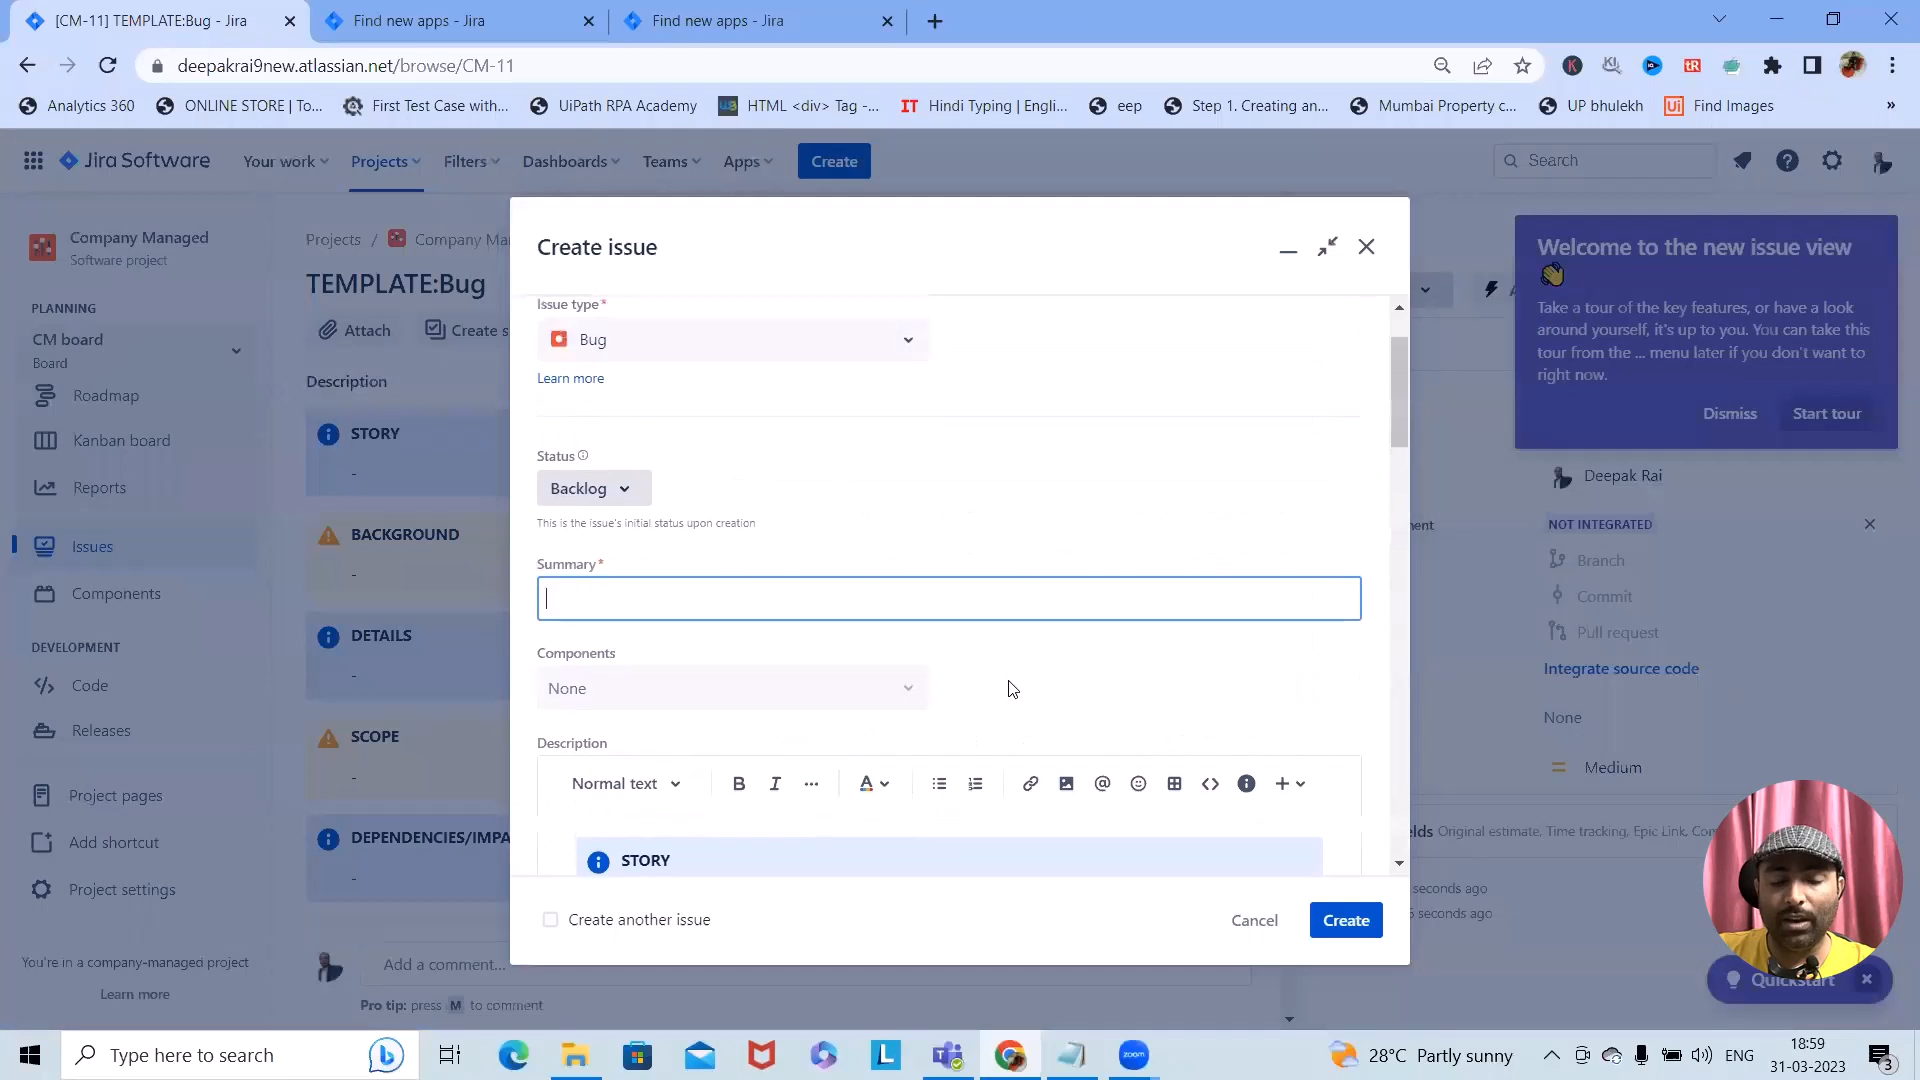 [CM-11] TEMPLATE:Bug - Jira
Find new apps - Jira
Find new apps - Jira
deepakrai9new.atlassian.net/browse/CM-11
Analytics 360
ONLINE STORE | To...
First Test Case with...
UiPath RPA Academy
HTML <div> Tag -...
Hindi Typing | Engli...
eep
Step 1. Creating an...
Mumbai Property c...
UP bhulekh
Find Images
»
Jira Software
Your work
Projects
Filters
Dashboards
Teams
Apps
Create
Search
Company Managed
Software project
PLANNING
CM board
Board
Roadmap
Kanban board
Reports
Issues
Components
DEVELOPMENT
Code
Releases
Project pages
Add shortcut
Project settings
You're in a company-managed project
Learn more
Projects / Company Ma
TEMPLATE:Bug
Attach
Create s
Description
STORY
-
BACKGROUND
-
DETAILS
-
SCOPE
-
DEPENDENCIES/IMPA
-
Add a comment...
Pro tip: press M to comment
Create issue
Issue type*
Bug
Learn more
Status
Backlog
This is the issue's initial status upon creation
Summary*
Components
None
Description
Normal text
B I ... A
STORY
Create another issue
Cancel
Create
Welcome to the new issue view
Take a tour of the key features, or have a look
around yourself, it's up to you. You can take this
tour from the ... menu later if you don't want to
right now.
Dismiss
Start tour
Deepak Rai
NOT INTEGRATED
Branch
Commit
Pull request
Integrate source code
None
Medium
Original estimate, Time tracking, Epic Link,
seconds ago
seconds ago
Quickstart
Type here to search
zoom
28°C Partly sunny
ENG
18:59
31-03-2023
3